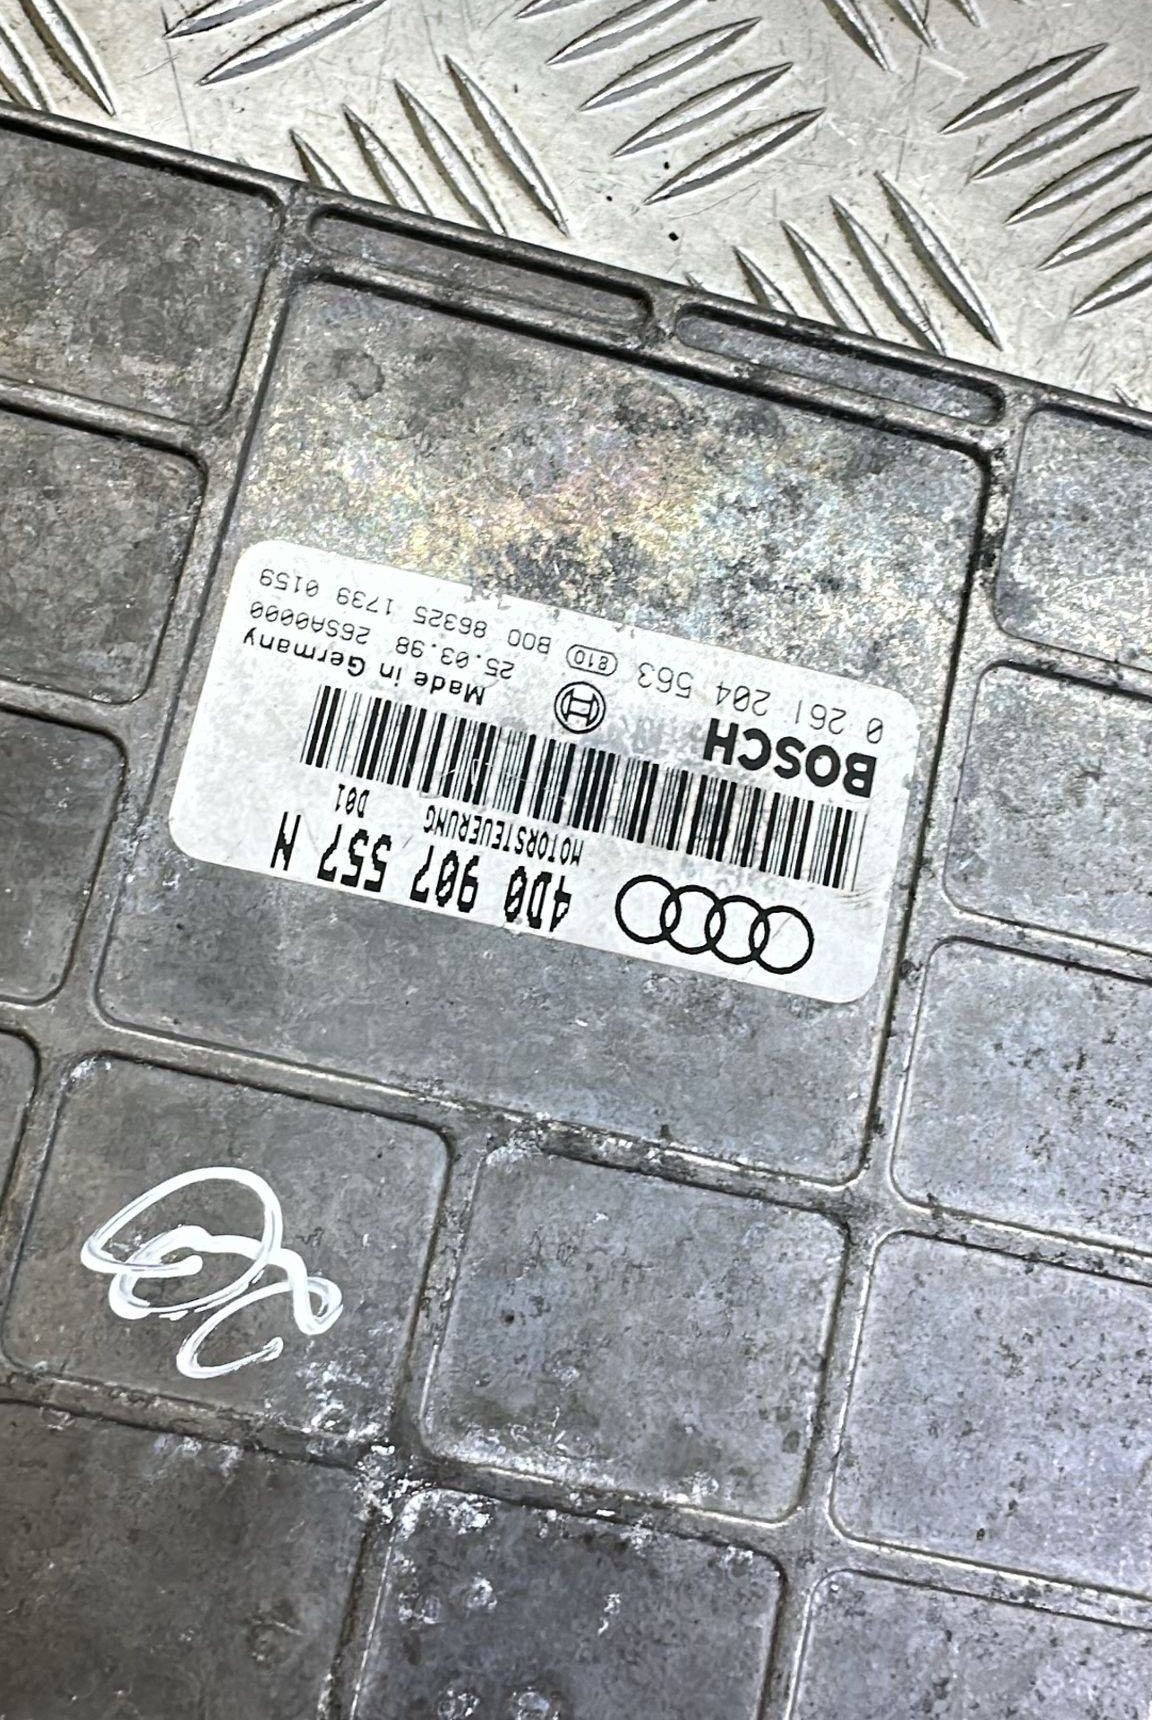 4D0 907 557 N
MOTORSTEUERUNG D01
BOSCH
Made in Germany
25.03.98 26SA0000
0 261 204 563 810 B00 86325 1739 0159